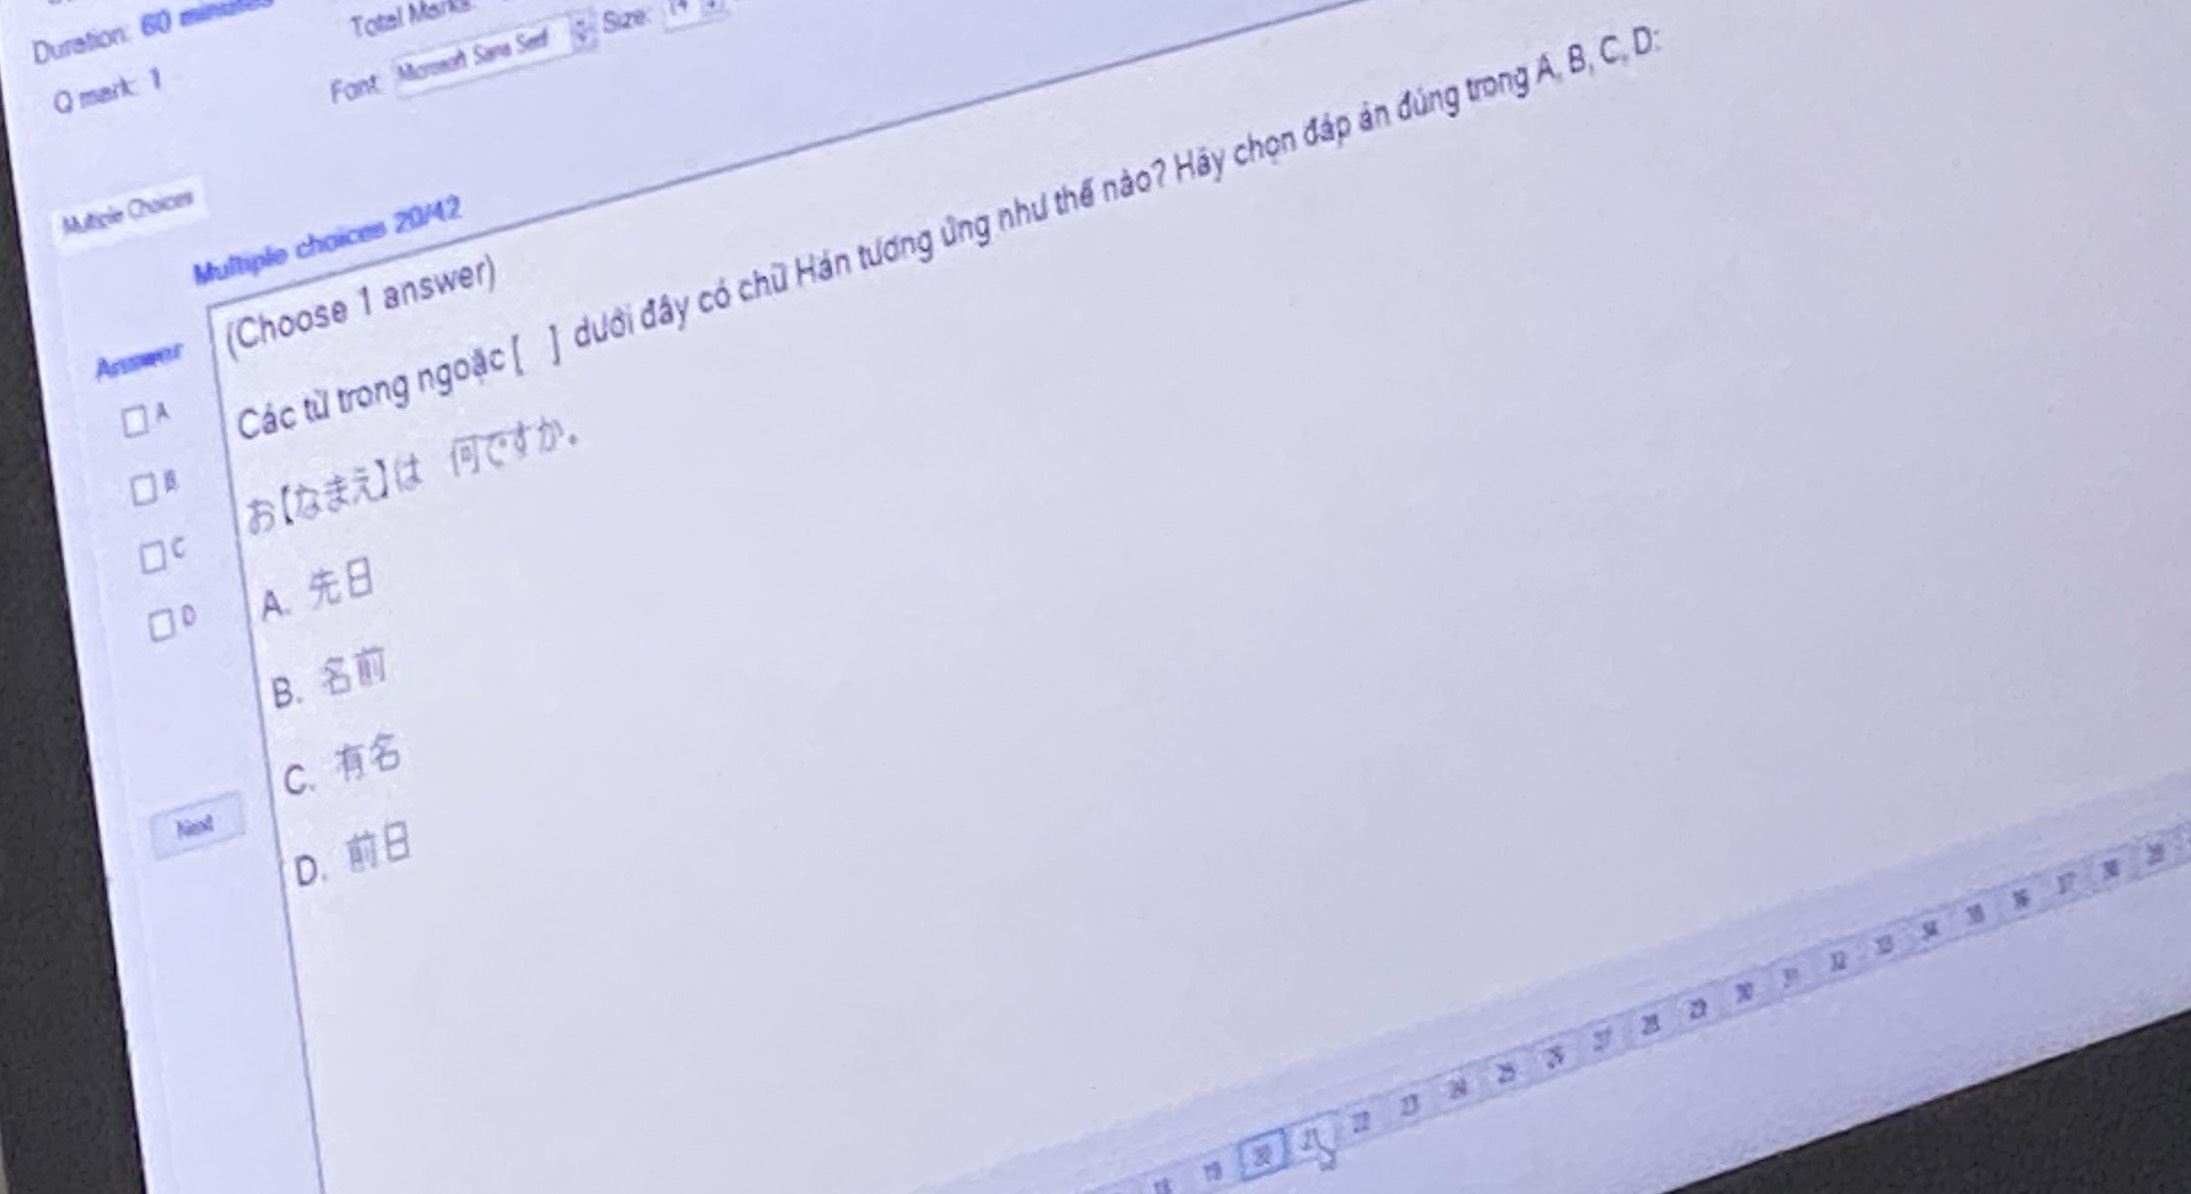 Duration: 60 minutes
Total Marks:
Q mark: 1
Font: Microsoft Sans Serif
Size: 14
Multiple Choices
Multiple choices 20/42
Answer
(Choose 1 answer)
Các từ trong ngoặc [ ] dưới đây có chữ Hán tương ứng như thế nào? Hãy chọn đáp án đúng trong A, B, C, D:
お【なまえ】は 何ですか。
A
B
C
D
A. 先日
B. 名前
C. 有名
D. 前日
Next
18 19 20 21 22 23 24 25 26 27 28 29 30 31 32 33 34 35 36 37 38 39